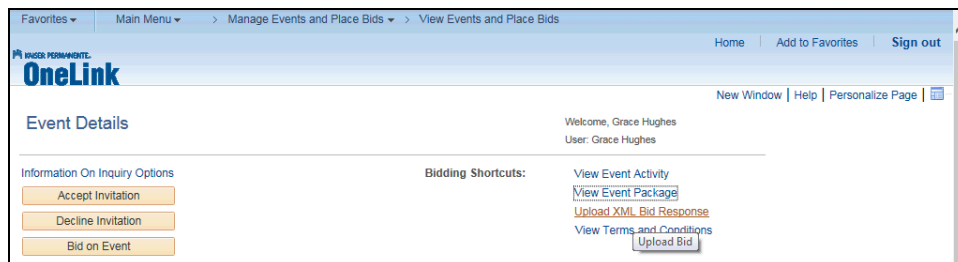 Favorites Main Menu > Manage Events and Place Bids > View Events and Place Bids
Home Add to Favorites Sign out
KAISER PERMANENTE.
OneLink
New Window | Help | Personalize Page |
Event Details
Welcome, Grace Hughes
User: Grace Hughes
Information On Inquiry Options
Accept Invitation
Decline Invitation
Bid on Event
Bidding Shortcuts:
View Event Activity
View Event Package
Upload XML Bid Response
View Terms and Conditions
Upload Bid